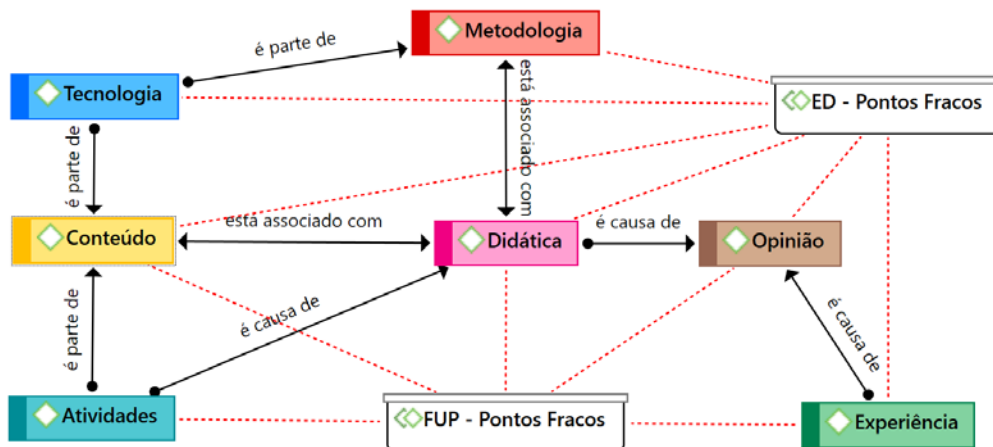 Metodologia
é parte de
Tecnologia
está associado com
ED - Pontos Fracos
é parte de
Conteúdo
está associado com
Didática
é causa de
Opinião
é parte de
é causa de
é causa de
Atividades
FUP - Pontos Fracos
Experiência